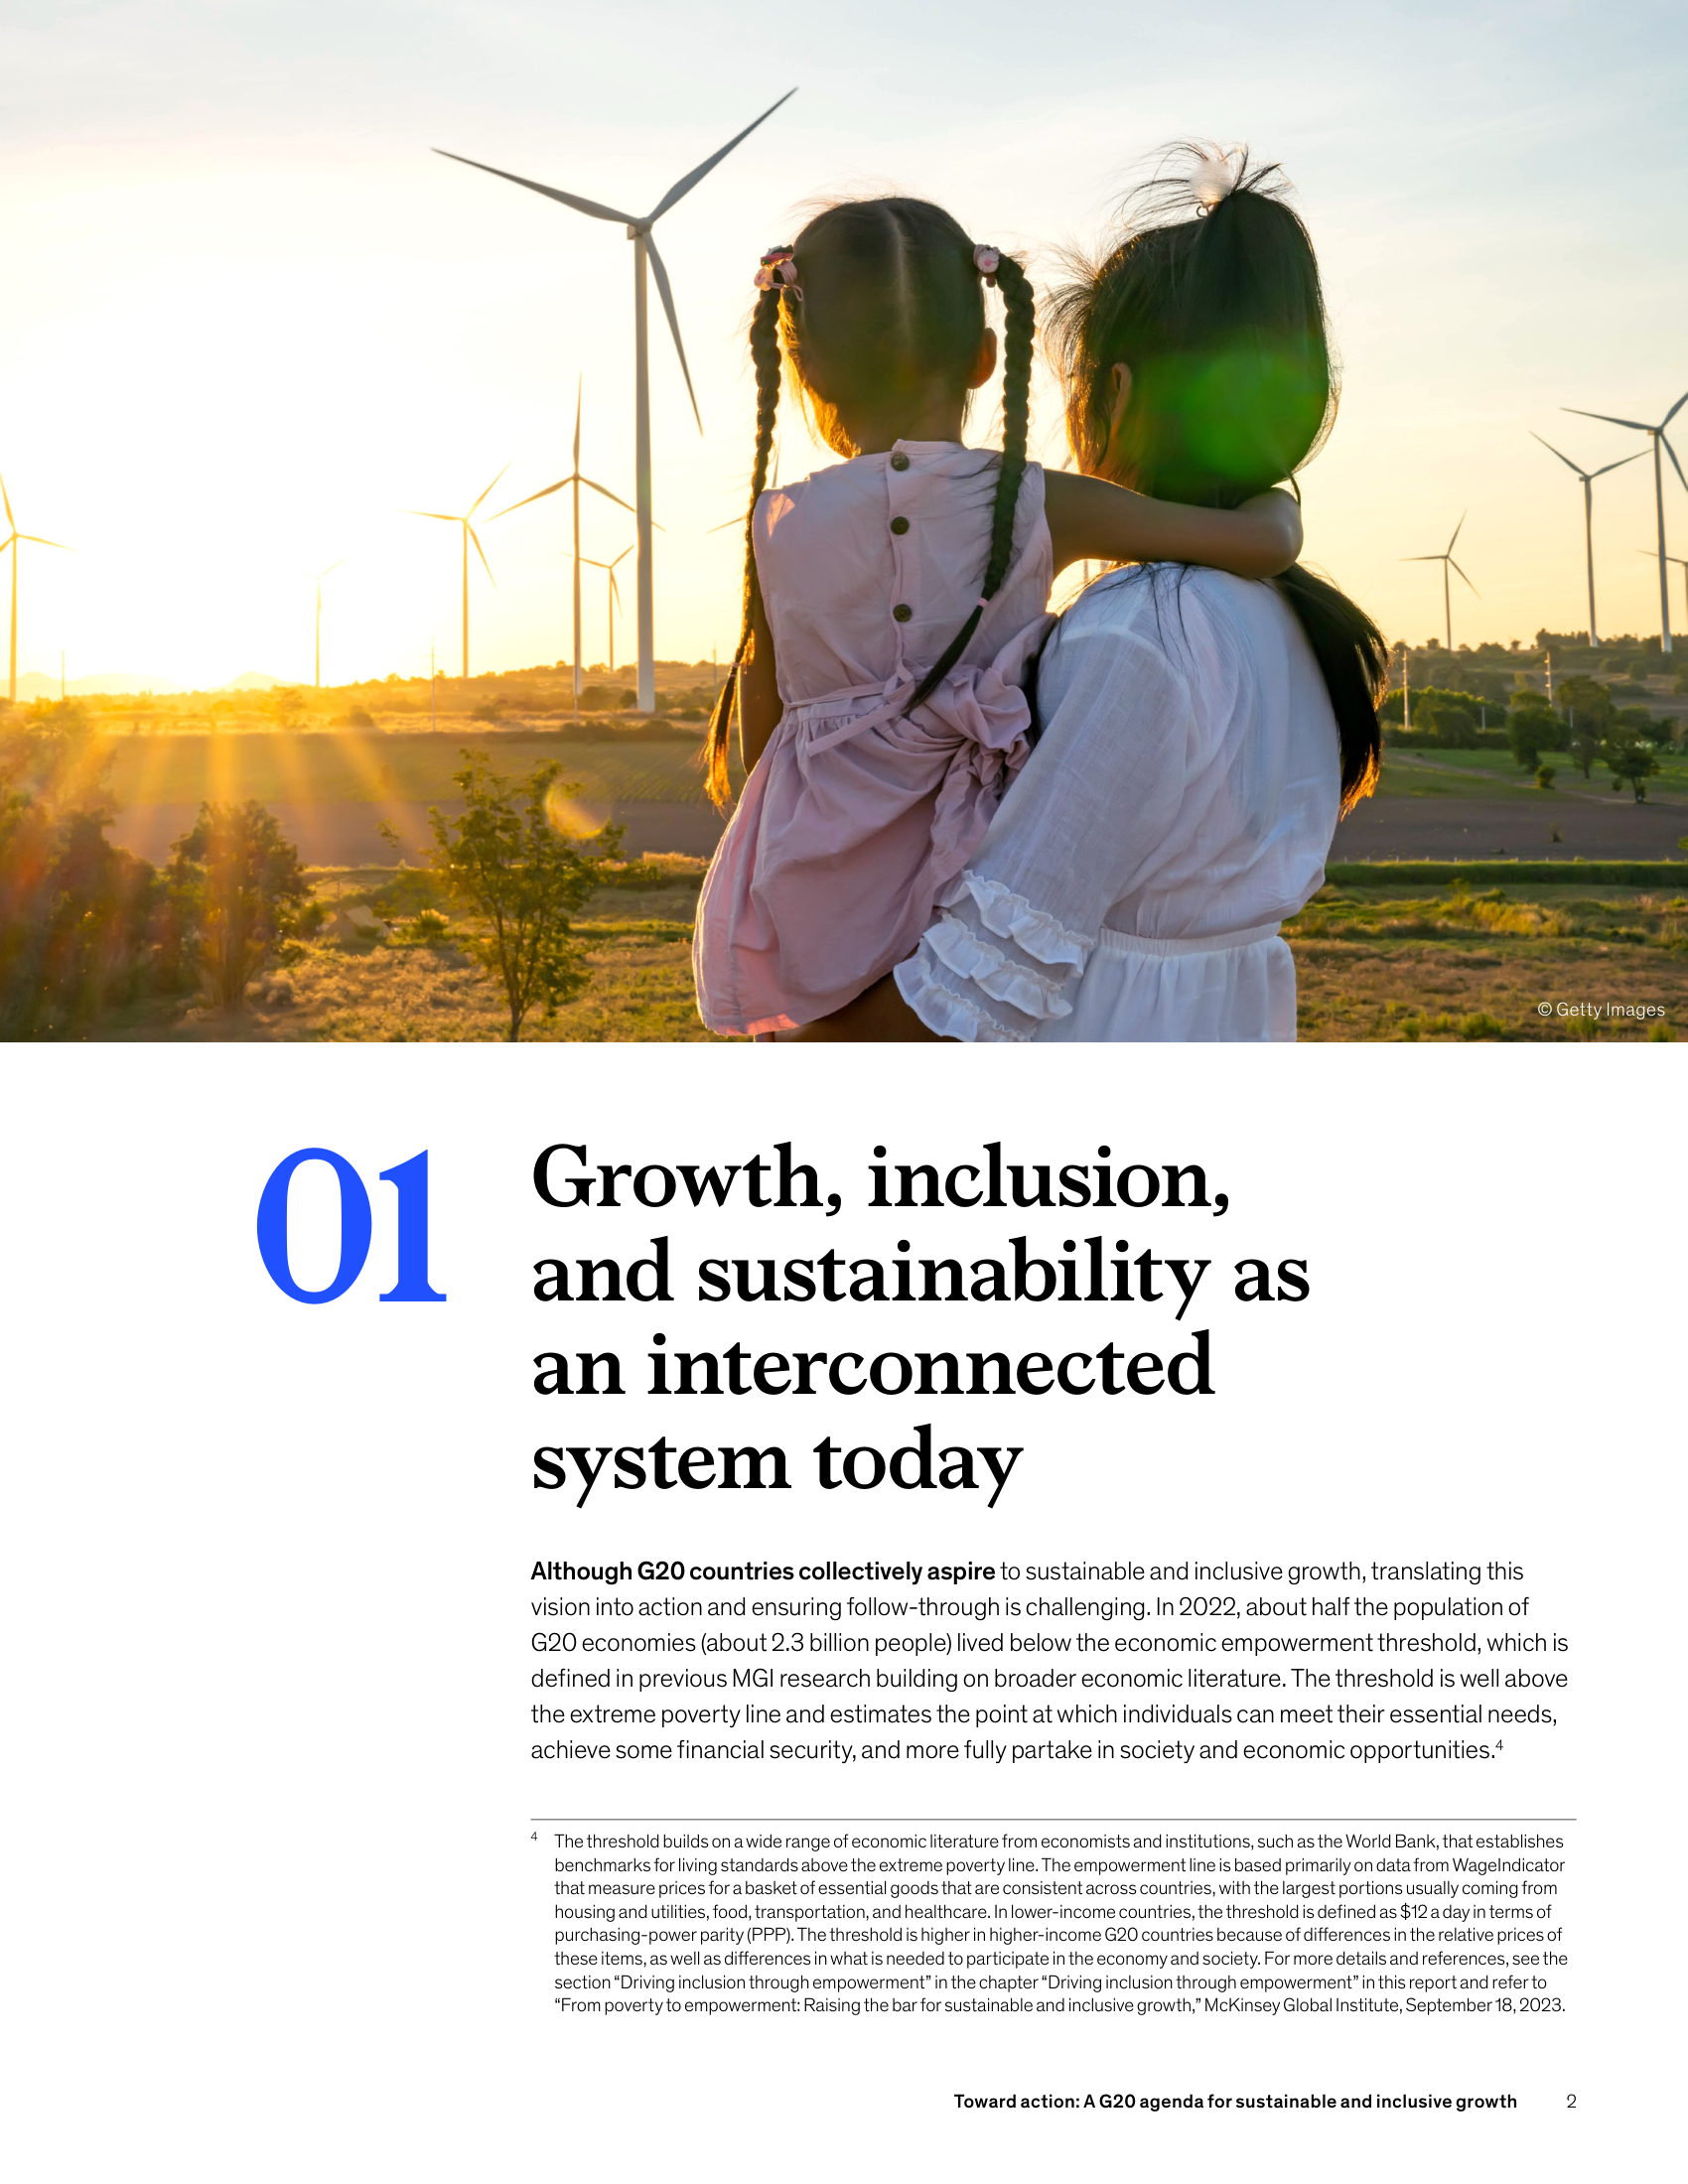 © Getty Images
01
Growth, inclusion,
and sustainability as
an interconnected
system today
Although G20 countries collectively aspire to sustainable and inclusive growth, translating this
vision into action and ensuring follow-through is challenging. In 2022, about half the population of
G20 economies (about 2.3 billion people) lived below the economic empowerment threshold, which is
defined in previous MGI research building on broader economic literature. The threshold is well above
the extreme poverty line and estimates the point at which individuals can meet their essential needs,
achieve some financial security, and more fully partake in society and economic opportunities.4
4 The threshold builds on a wide range of economic literature from economists and institutions, such as the World Bank, that establishes
benchmarks for living standards above the extreme poverty line. The empowerment line is based primarily on data from WageIndicator
that measure prices for a basket of essential goods that are consistent across countries, with the largest portions usually coming from
housing and utilities, food, transportation, and healthcare. In lower-income countries, the threshold is defined as $12 a day in terms of
purchasing-power parity (PPP). The threshold is higher in higher-income G20 countries because of differences in the relative prices of
these items, as well as differences in what is needed to participate in the economy and society. For more details and references, see the
section “Driving inclusion through empowerment” in the chapter “Driving inclusion through empowerment” in this report and refer to
“From poverty to empowerment: Raising the bar for sustainable and inclusive growth,” McKinsey Global Institute, September 18, 2023.
Toward action: A G20 agenda for sustainable and inclusive growth 2